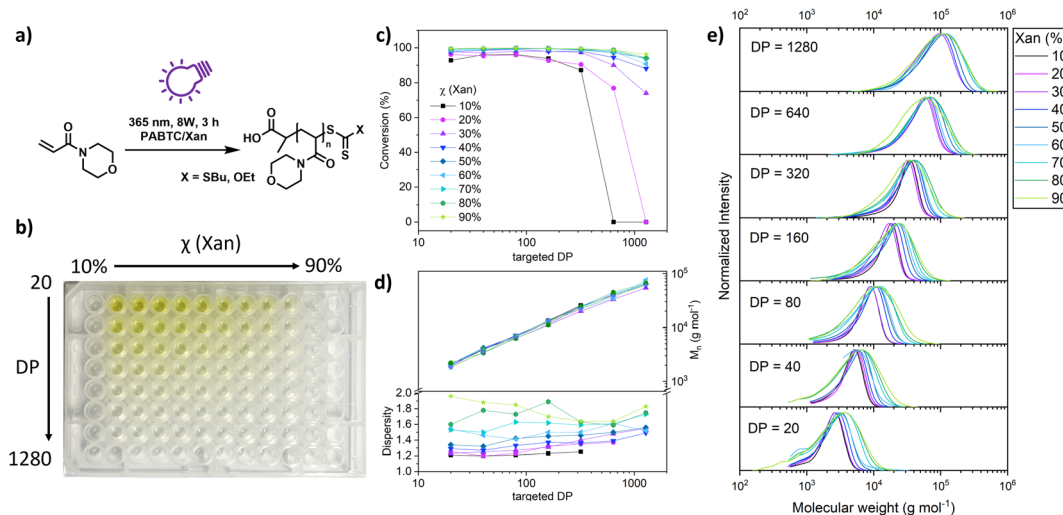 a)
365 nm, 8W, 3 h
PABTC/Xan
X = SBu, OEt
O
N
O
HO
O
n
S
X
S
N
O
O
b)
χ (Xan)
10%
90%
20
DP
1280
c)
Conversion (%)
100
80
60
40
20
0
χ (Xan)
10%
20%
30%
40%
50%
60%
70%
80%
90%
10
100
1000
targeted DP
d)
10⁵
10⁴
10³
Mn (g mol⁻¹)
2.0
1.8
1.6
1.4
1.2
1.0
Dispersity
10
100
1000
targeted DP
e)
10² 10³ 10⁴ 10⁵ 10⁶
Normalized Intensity
DP = 1280
DP = 640
DP = 320
DP = 160
DP = 80
DP = 40
DP = 20
10² 10³ 10⁴ 10⁵ 10⁶
Molecular weight (g mol⁻¹)
Xan (%
10
20
30
40
50
60
70
80
90